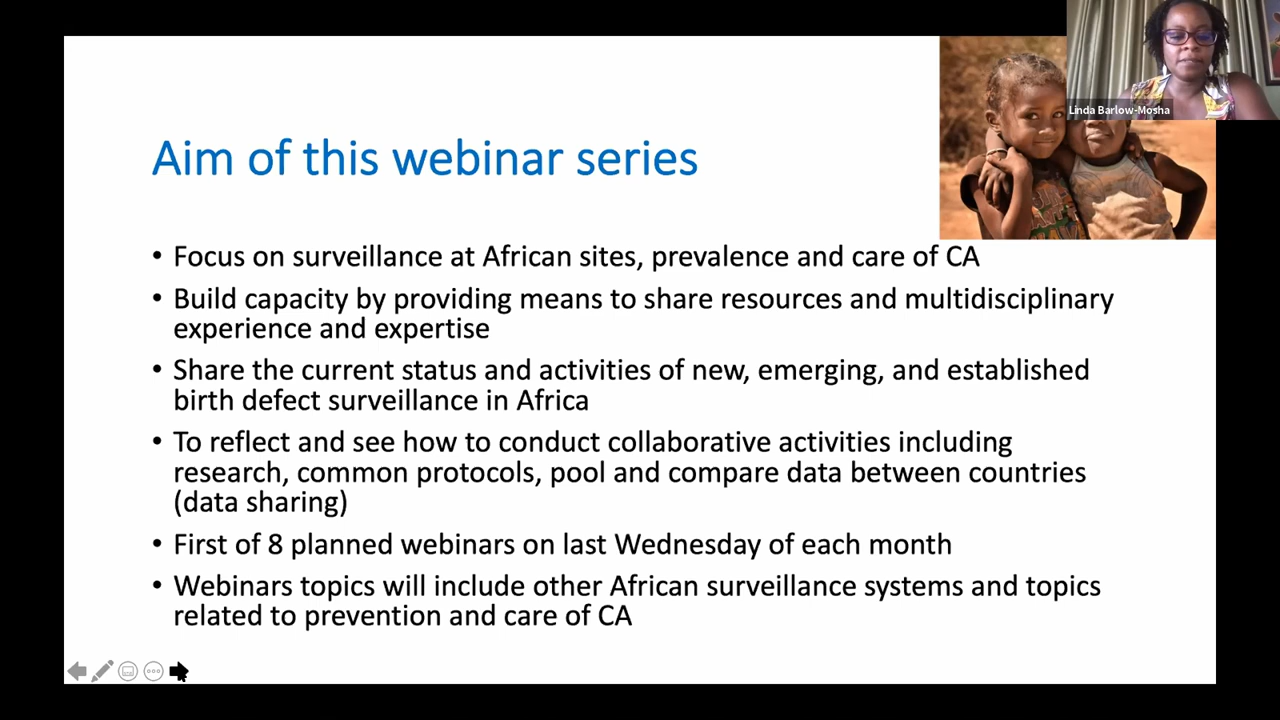 Linda Barlow-Mosha
Aim of this webinar series
• Focus on surveillance at African sites, prevalence and care of CA
• Build capacity by providing means to share resources and multidisciplinary
experience and expertise
• Share the current status and activities of new, emerging, and established
birth defect surveillance in Africa
• To reflect and see how to conduct collaborative activities including
research, common protocols, pool and compare data between countries
(data sharing)
• First of 8 planned webinars on last Wednesday of each month
• Webinars topics will include other African surveillance systems and topics
related to prevention and care of CA